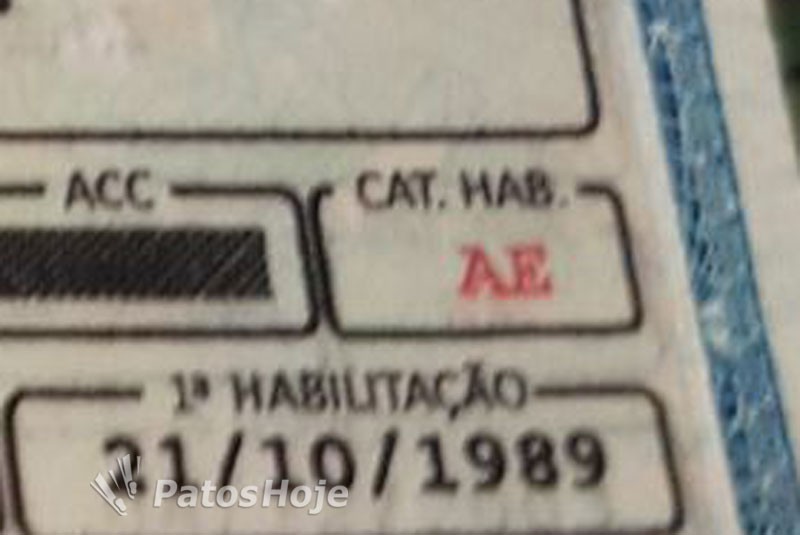 ACC
CAT. HAB.
AE
1ª HABILITAÇÃO
21/10/1989
PatosHoje